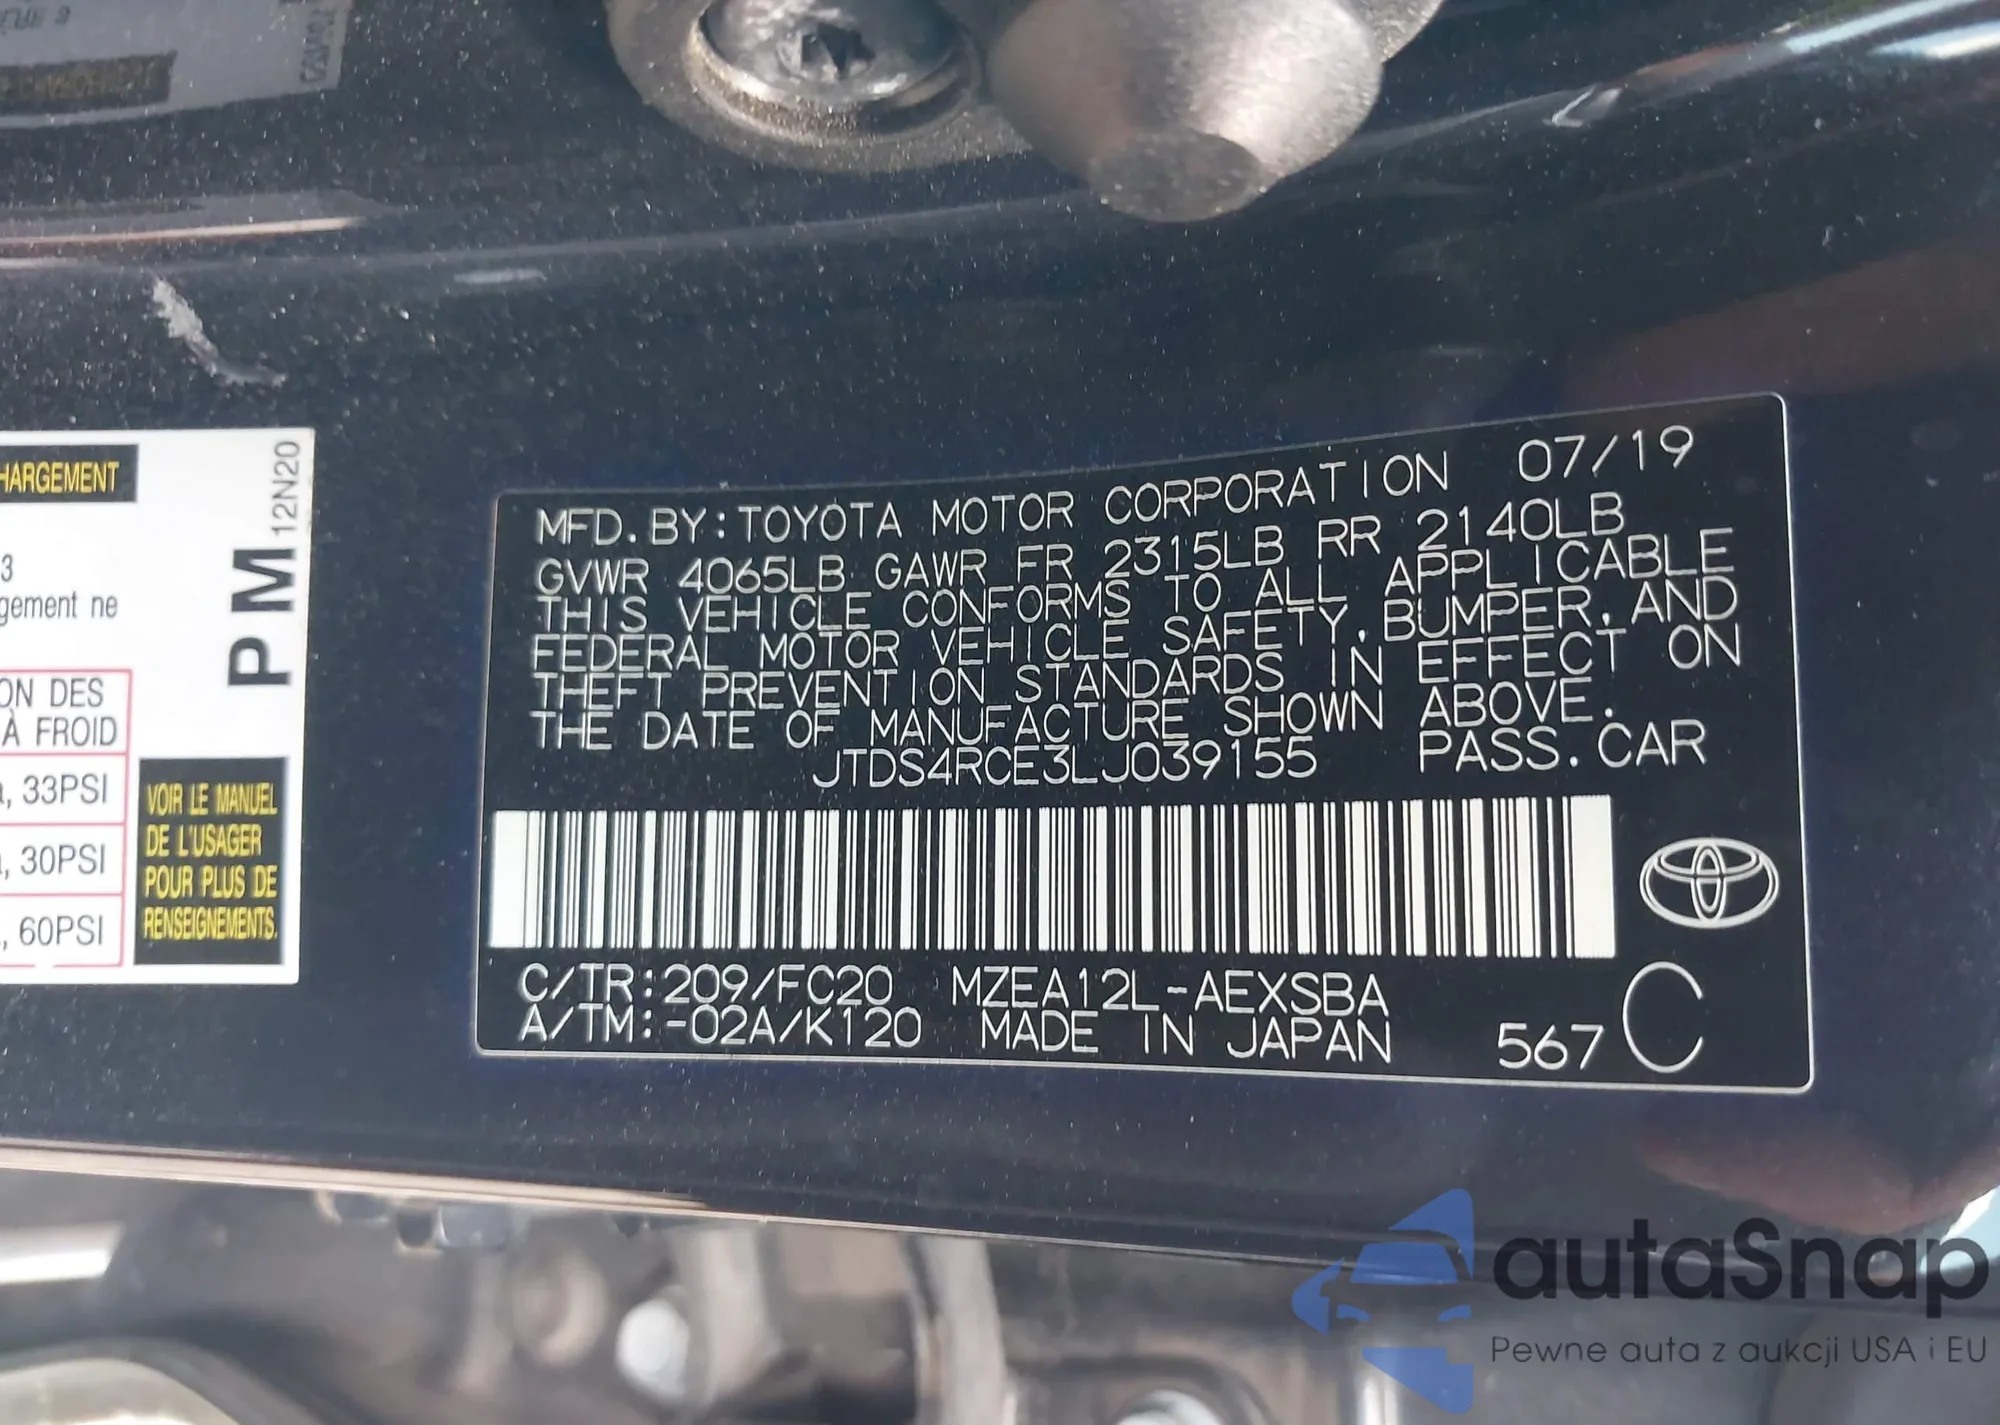 HARGEMENT
12N20
PM
3
gement ne
ON DES
À FROID
, 33PSI
, 30PSI
, 60PSI
VOIR LE MANUEL
DE L'USAGER
POUR PLUS DE
RENSEIGNEMENTS.
MFD. BY: TOYOTA MOTOR CORPORATION 07/19
GVWR 4065LB GAWR FR 2315LB RR 2140LB
THIS VEHICLE CONFORMS TO ALL APPLICABLE
FEDERAL MOTOR VEHICLE SAFETY, BUMPER, AND
THEFT PREVENTION STANDARDS IN EFFECT ON
THE DATE OF MANUFACTURE SHOWN ABOVE.
JTDS4RCE3LJ039155 PASS. CAR
C/TR:209/FC20 MZEA12L-AEXSBA
A/TM:-02A/K120 MADE IN JAPAN 567 C
autaSnap
Pewne auta z aukcji USA i EU